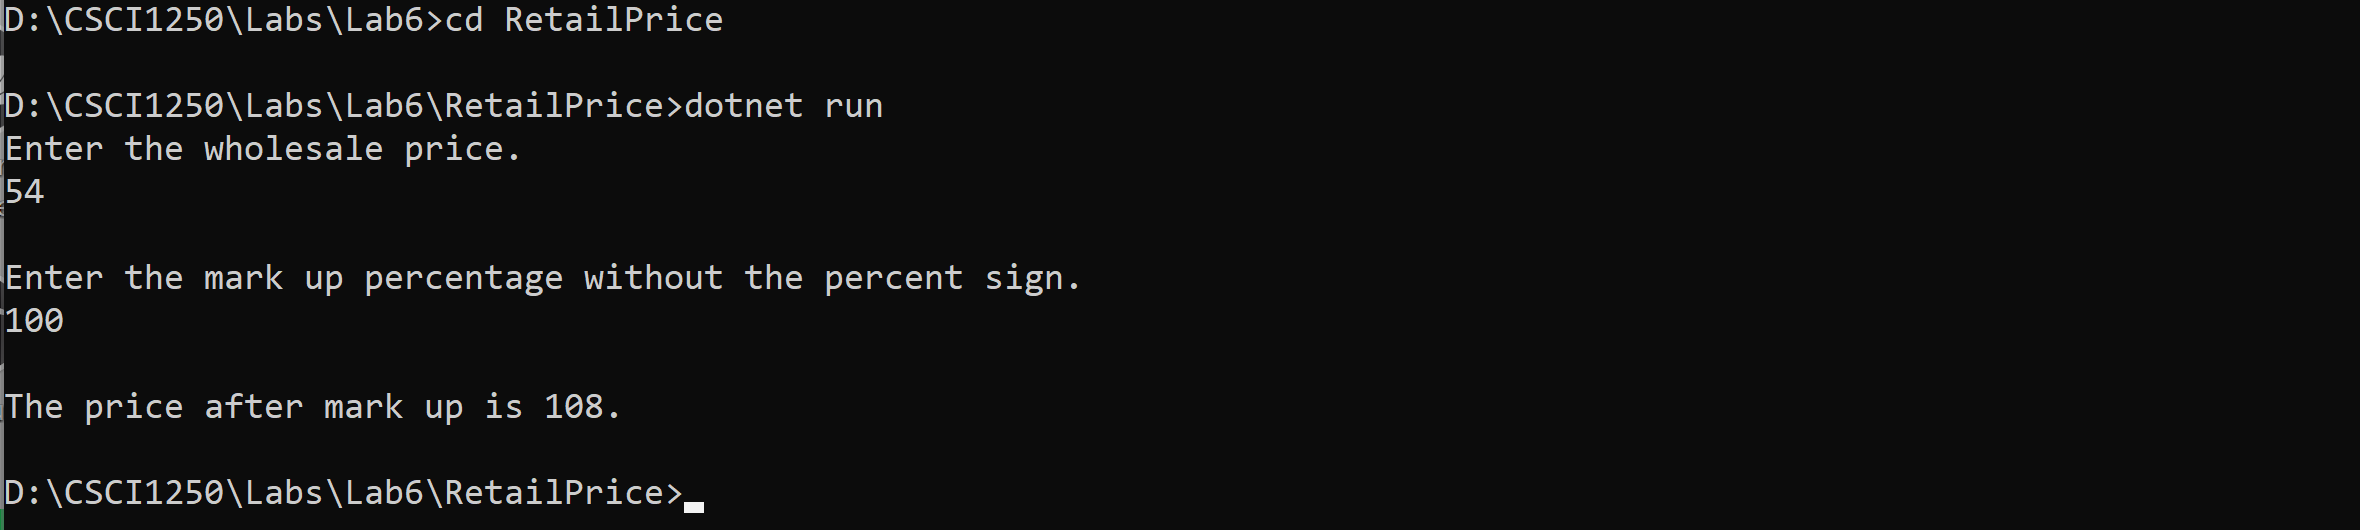 D:\CSCI1250\Labs\Lab6>cd RetailPrice
D:\CSCI1250\Labs\Lab6\RetailPrice>dotnet run
Enter the wholesale price.
54
Enter the mark up percentage without the percent sign.
100
The price after mark up is 108.
D:\CSCI1250\Labs\Lab6\RetailPrice>